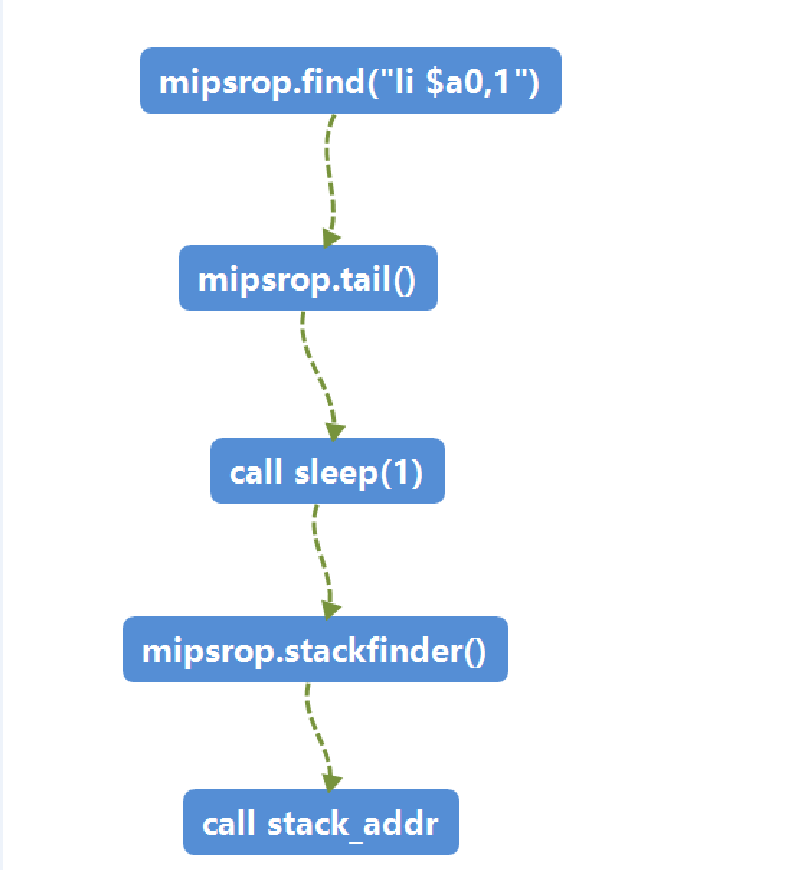 mipsrop.find("li $a0,1")
mipsrop.tail()
call sleep(1)
mipsrop.stackfinder()
call stack_addr